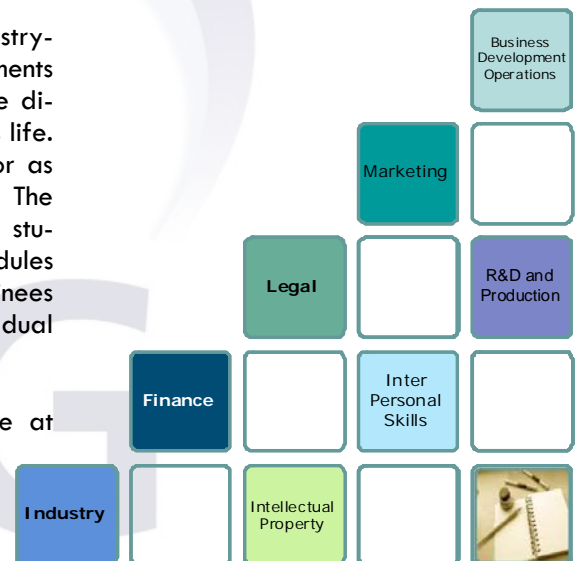 stry-
ments
e di-
life.
or as
The
stu-
dules
nees
dual
e at
Business
Development
Operations
Marketing
Legal
R&D and
Production
Finance
Inter
Personal
Skills
Industry
Intellectual
Property